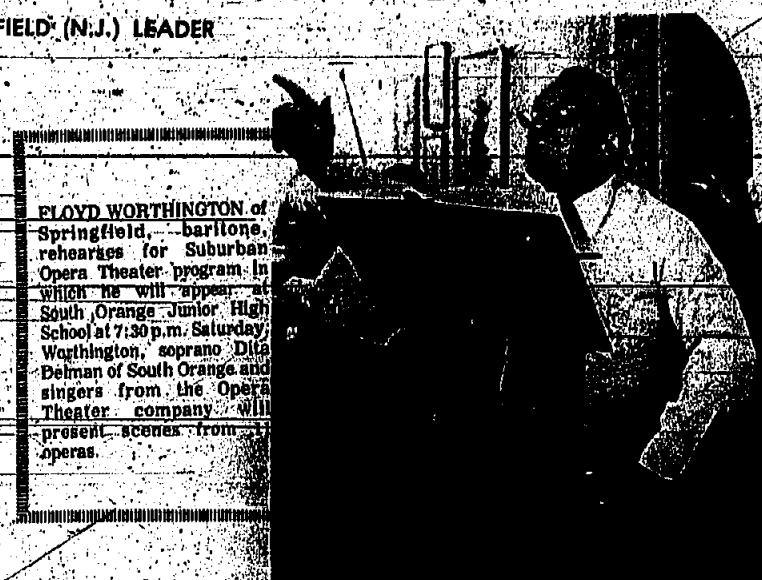 FIELD (N.J.) LEADER
FLOYD WORTHINGTON of
Springfield, baritone,
rehearses for Suburban
Opera Theater program in
which he will appear at
South Orange Junior High
School at 7:30 p.m. Saturday.
Worthington, soprano Dita
Delman of South Orange and
singers from the Opera
Theater company will
present scenes from 11
operas.